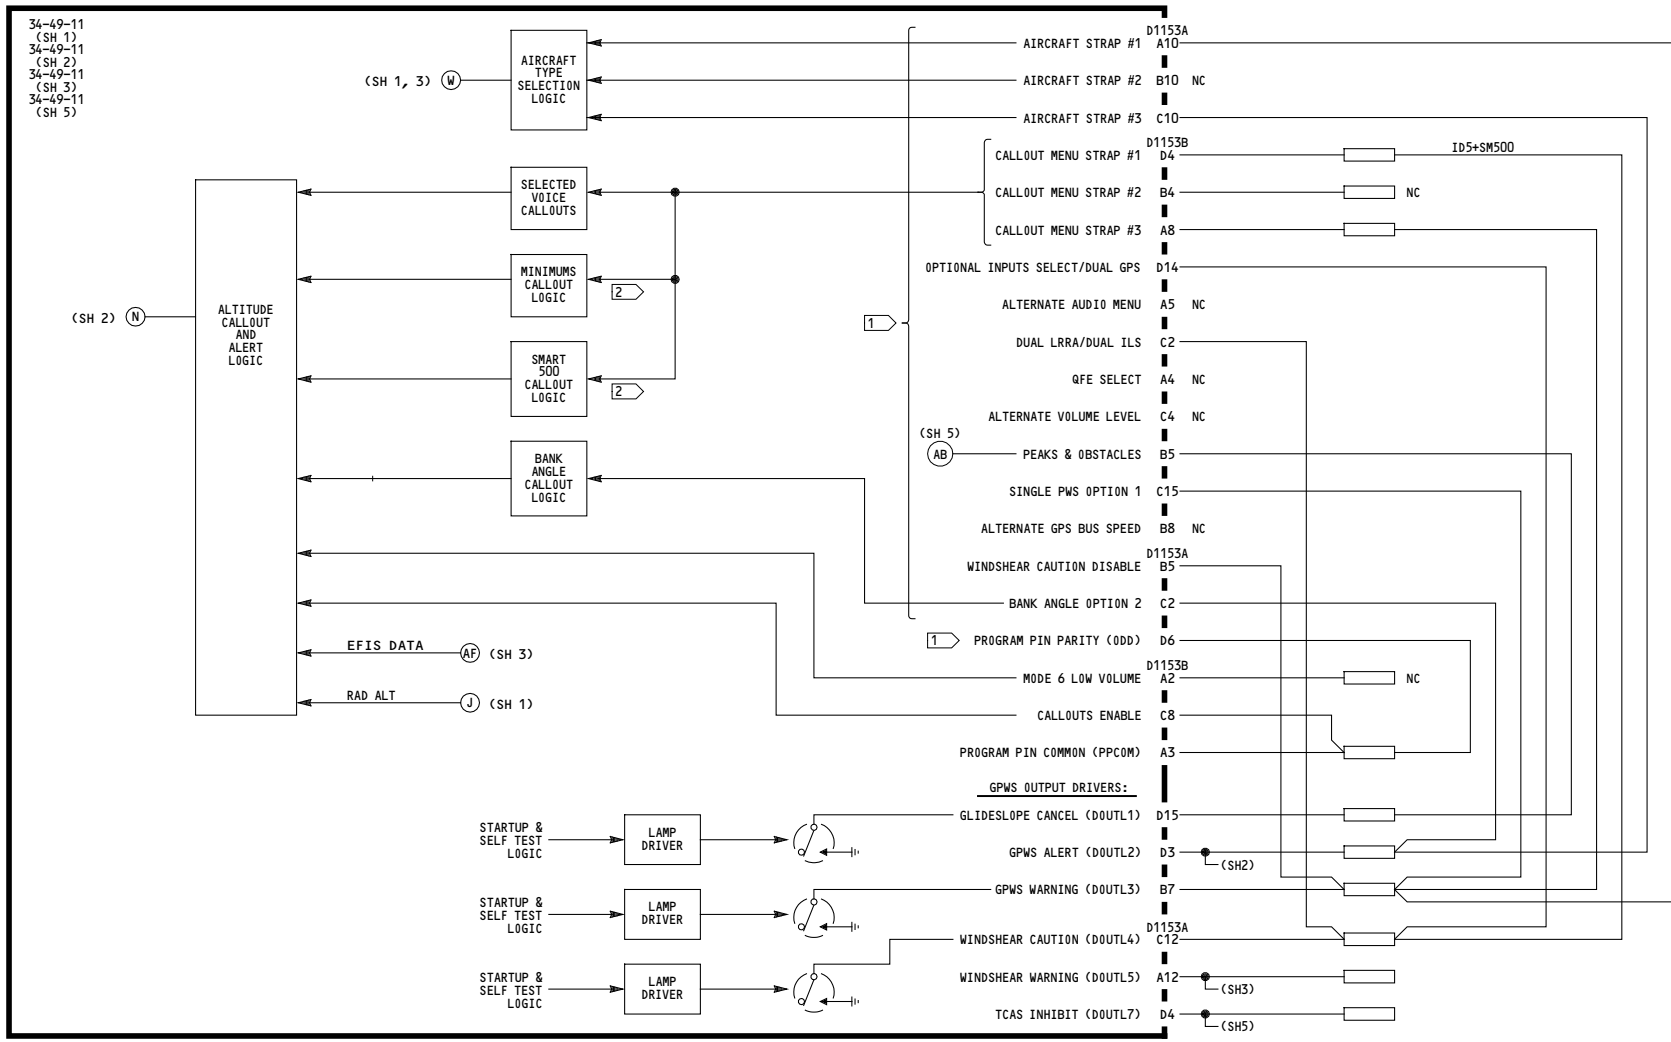 34-49-11
(SH 1)
34-49-11
(SH 2)
34-49-11
(SH 3)
34-49-11
(SH 5)
(SH 1, 3) W
AIRCRAFT
TYPE
SELECTION
LOGIC
SELECTED
VOICE
CALLOUTS
MINIMUMS
CALLOUT
LOGIC
2
SMART
500
CALLOUT
LOGIC
2
BANK
ANGLE
CALLOUT
LOGIC
(SH 2) N
ALTITUDE
CALLOUT
AND
ALERT
LOGIC
EFIS DATA AF (SH 3)
RAD ALT J (SH 1)
1
D1153A
AIRCRAFT STRAP #1 A10
AIRCRAFT STRAP #2 B10 NC
AIRCRAFT STRAP #3 C10
D1153B
CALLOUT MENU STRAP #1 D4 ID5+SM500
CALLOUT MENU STRAP #2 B4 NC
CALLOUT MENU STRAP #3 A8
OPTIONAL INPUTS SELECT/DUAL GPS D14
ALTERNATE AUDIO MENU A5 NC
DUAL LRRA/DUAL ILS C2
QFE SELECT A4 NC
ALTERNATE VOLUME LEVEL C4 NC
(SH 5)
AB PEAKS & OBSTACLES B5
SINGLE PWS OPTION 1 C15
ALTERNATE GPS BUS SPEED B8 NC
D1153A
WINDSHEAR CAUTION DISABLE B5
BANK ANGLE OPTION 2 C2
1 PROGRAM PIN PARITY (ODD) D6
D1153B
MODE 6 LOW VOLUME A2 NC
CALLOUTS ENABLE C8
PROGRAM PIN COMMON (PPCOM) A3
GPWS OUTPUT DRIVERS:
GLIDESLOPE CANCEL (DOUTL1) D15
GPWS ALERT (DOUTL2) D3
(SH2)
GPWS WARNING (DOUTL3) B7
D1153A
WINDSHEAR CAUTION (DOUTL4) C12
WINDSHEAR WARNING (DOUTL5) A12
(SH3)
TCAS INHIBIT (DOUTL7) D4
(SH5)
STARTUP &
SELF TEST
LOGIC
LAMP
DRIVER
STARTUP &
SELF TEST
LOGIC
LAMP
DRIVER
STARTUP &
SELF TEST
LOGIC
LAMP
DRIVER